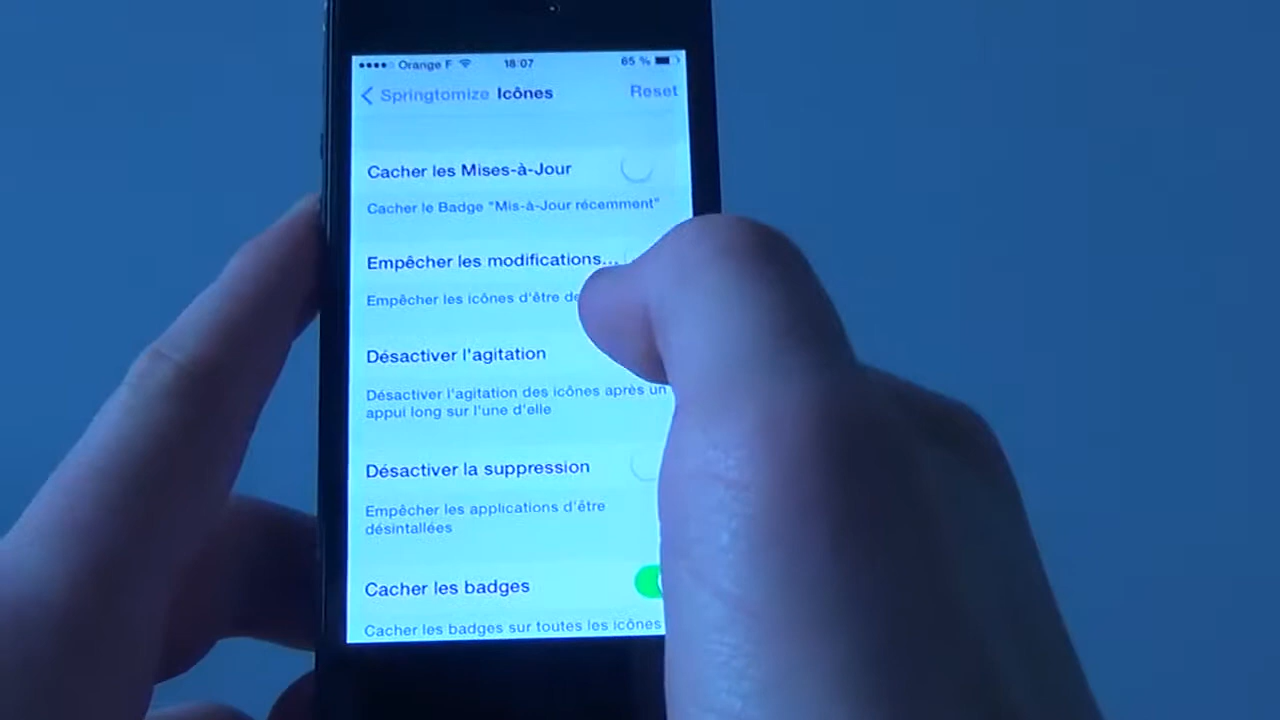 Orange F 18:07 65 %
Springtomize Icônes Reset
Cacher les Mises-à-Jour
Cacher le Badge "Mis-à-Jour récemment"
Empêcher les modifications...
Empêcher les icônes d'être
Désactiver l'agitation
Désactiver l'agitation des icônes après un
appui long sur l'une d'elle
Désactiver la suppression
Empêcher les applications d'être
désintallées
Cacher les badges
Cacher les badges sur toutes les icônes